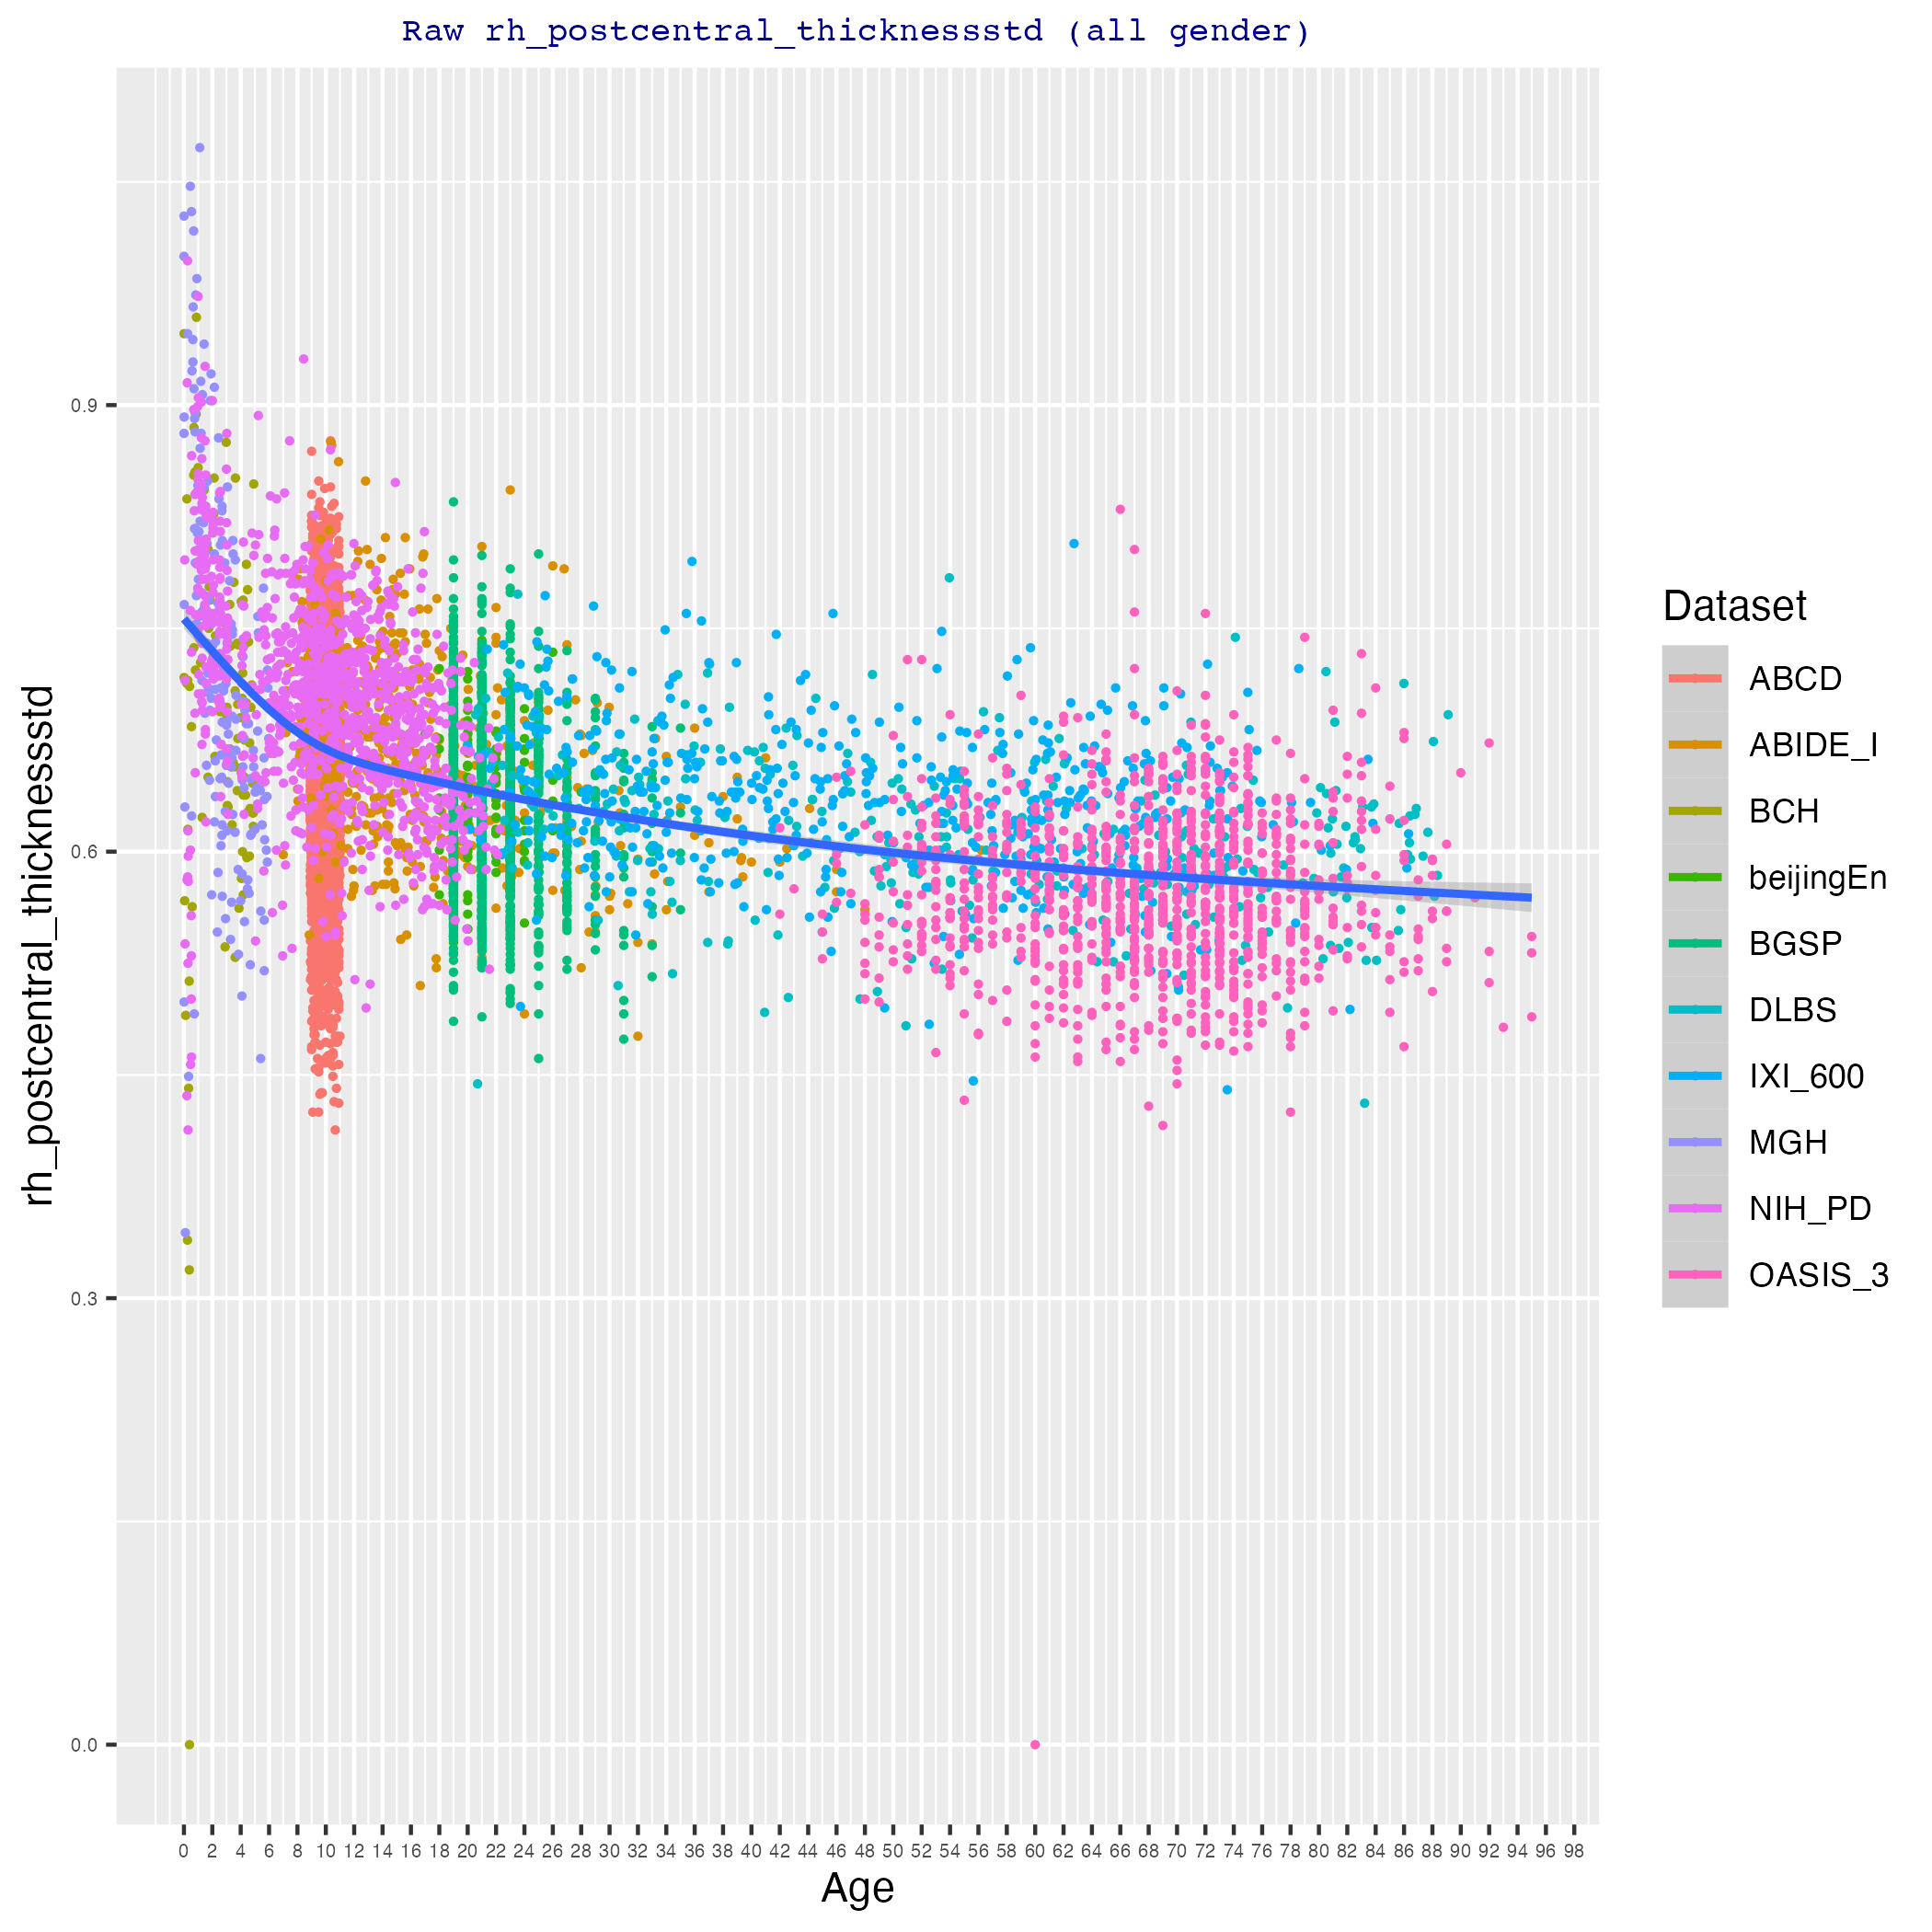 Raw rh_postcentral_thicknessstd (all gender)
rh_postcentral_thicknessstd
0.9
0.6
0.3
0.0
0 2 4 6 8 10 12 14 16 18 20 22 24 26 28 30 32 34 36 38 40 42 44 46 48 50 52 54 56 58 60 62 64 66 68 70 72 74 76 78 80 82 84 86 88 90 92 94 96 98
Age
Dataset
ABCD
ABIDE_I
BCH
beijingEn
BGSP
DLBS
IXI_600
MGH
NIH_PD
OASIS_3